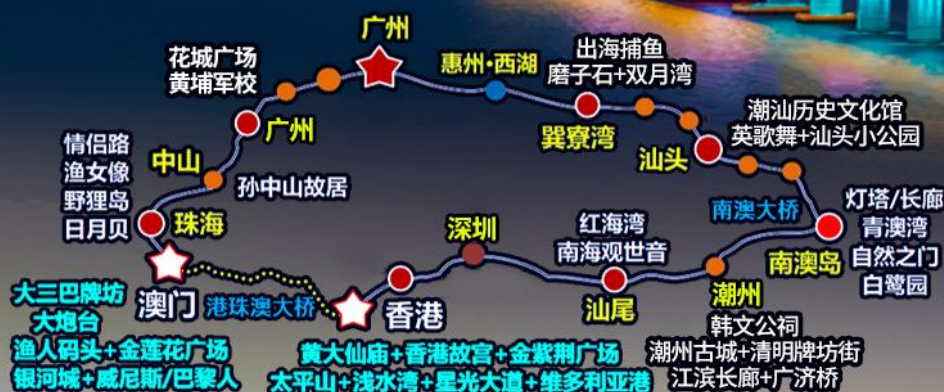 广州
花城广场
黄埔军校
惠州·西湖
出海捕鱼
磨子石+双月湾
广州
巽寮湾
潮汕历史文化馆
英歌舞+汕头小公园
汕头
情侣路
渔女像
野狸岛
日月贝
中山
孙中山故居
珠海
南澳大桥
灯塔/长廊
青澳湾
自然之门
白鹭园
南澳岛
深圳
红海湾
南海观世音
澳门
港珠澳大桥
香港
汕尾
潮州
大三巴牌坊
大炮台
渔人码头+金莲花广场
银河城+威尼斯/巴黎人
黄大仙庙+香港故宫+金紫荆广场
太平山+浅水湾+星光大道+维多利亚港
韩文公祠
潮州古城+清明牌坊街
江滨长廊+广济桥